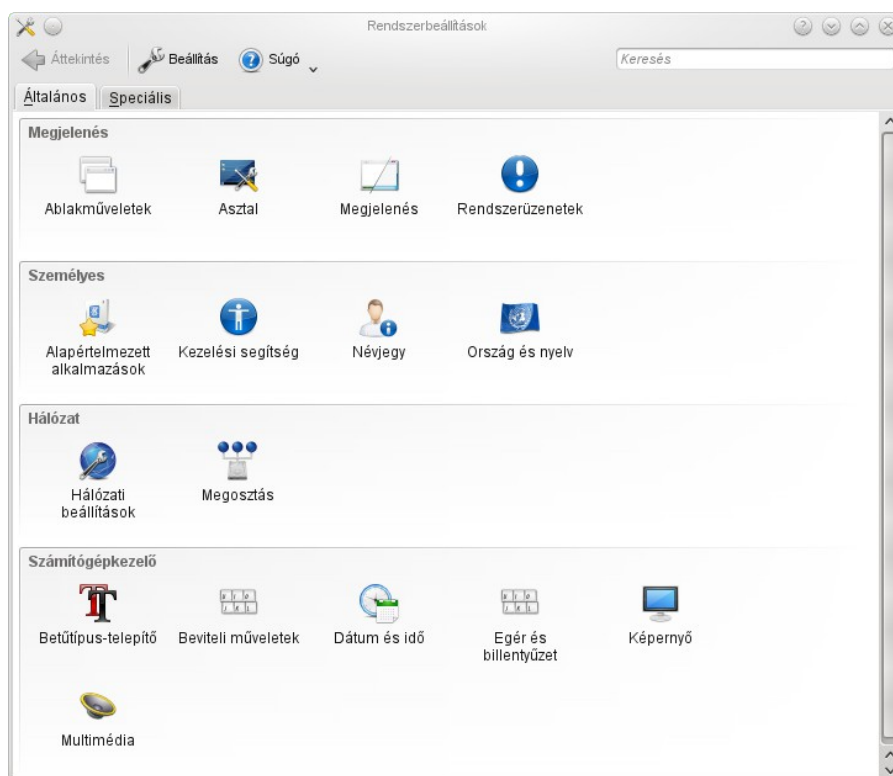 Rendszerbeállítások
Áttekintés Beállítás Súgó Keresés
Általános Speciális
Megjelenés
Ablakműveletek Asztal Megjelenés Rendszerüzenetek
Személyes
Alapértelmezett alkalmazások Kezelési segítség Névjegy Ország és nyelv
Hálózat
Hálózati beállítások Megosztás
Számítógépkezelő
Betűtípus-telepítő Beviteli műveletek Dátum és idő Egér és billentyűzet Képernyő
Multimédia